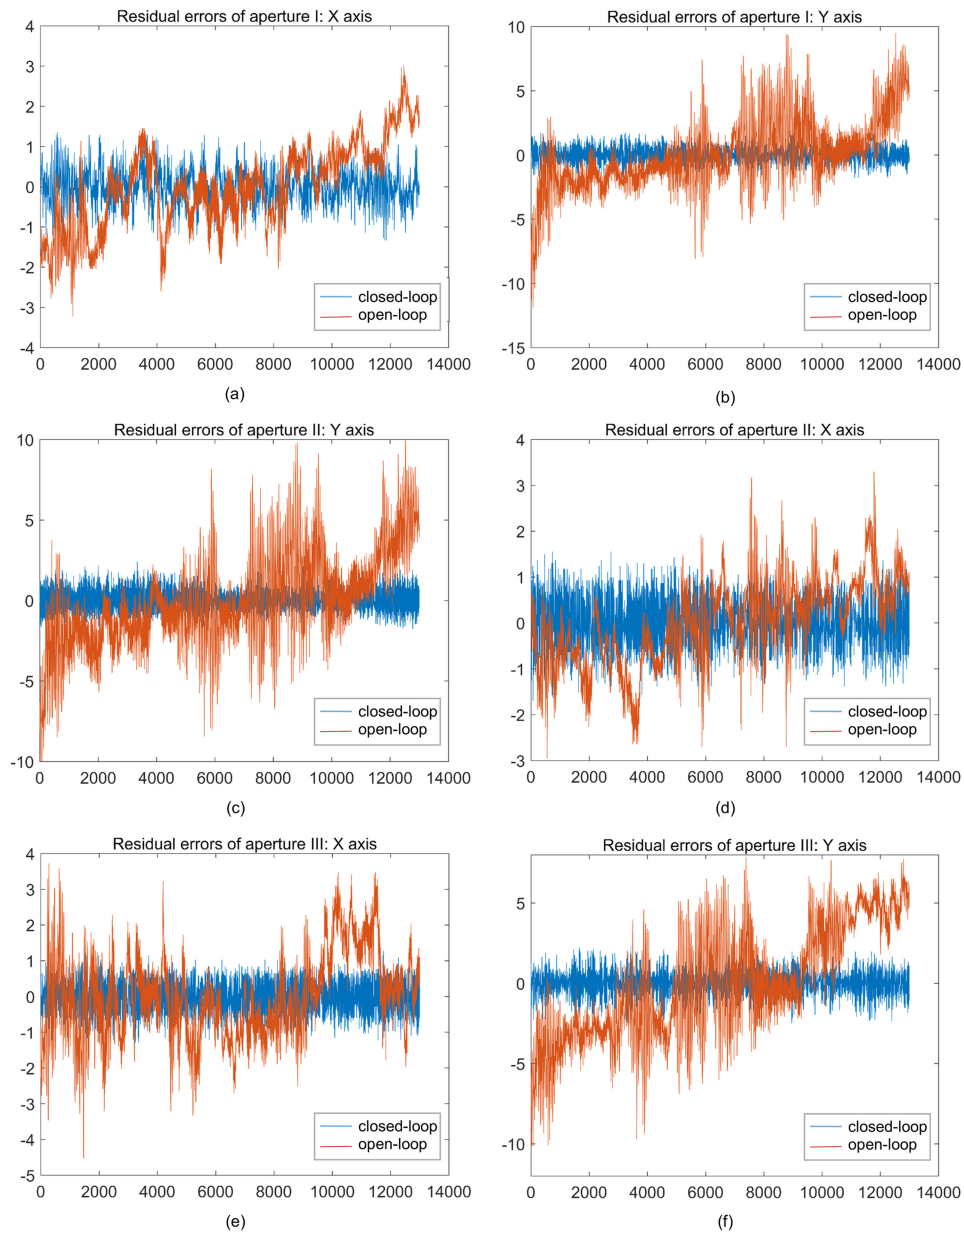 Residual errors of aperture I: X axis
4
3
2
1
0
-1
-2
-3
-4
closed-loop
open-loop
0 2000 4000 6000 8000 10000 12000 14000
(a)
Residual errors of aperture I: Y axis
10
5
0
-5
-10
-15
closed-loop
open-loop
0 2000 4000 6000 8000 10000 12000 14000
(b)
Residual errors of aperture II: Y axis
10
5
0
-5
-10
closed-loop
open-loop
0 2000 4000 6000 8000 10000 12000 14000
(c)
Residual errors of aperture II: X axis
4
3
2
1
0
-1
-2
-3
closed-loop
open-loop
0 2000 4000 6000 8000 10000 12000 14000
(d)
Residual errors of aperture III: X axis
4
3
2
1
0
-1
-2
-3
-4
-5
closed-loop
open-loop
0 2000 4000 6000 8000 10000 12000 14000
(e)
Residual errors of aperture III: Y axis
5
0
-5
-10
closed-loop
open-loop
0 2000 4000 6000 8000 10000 12000 14000
(f)